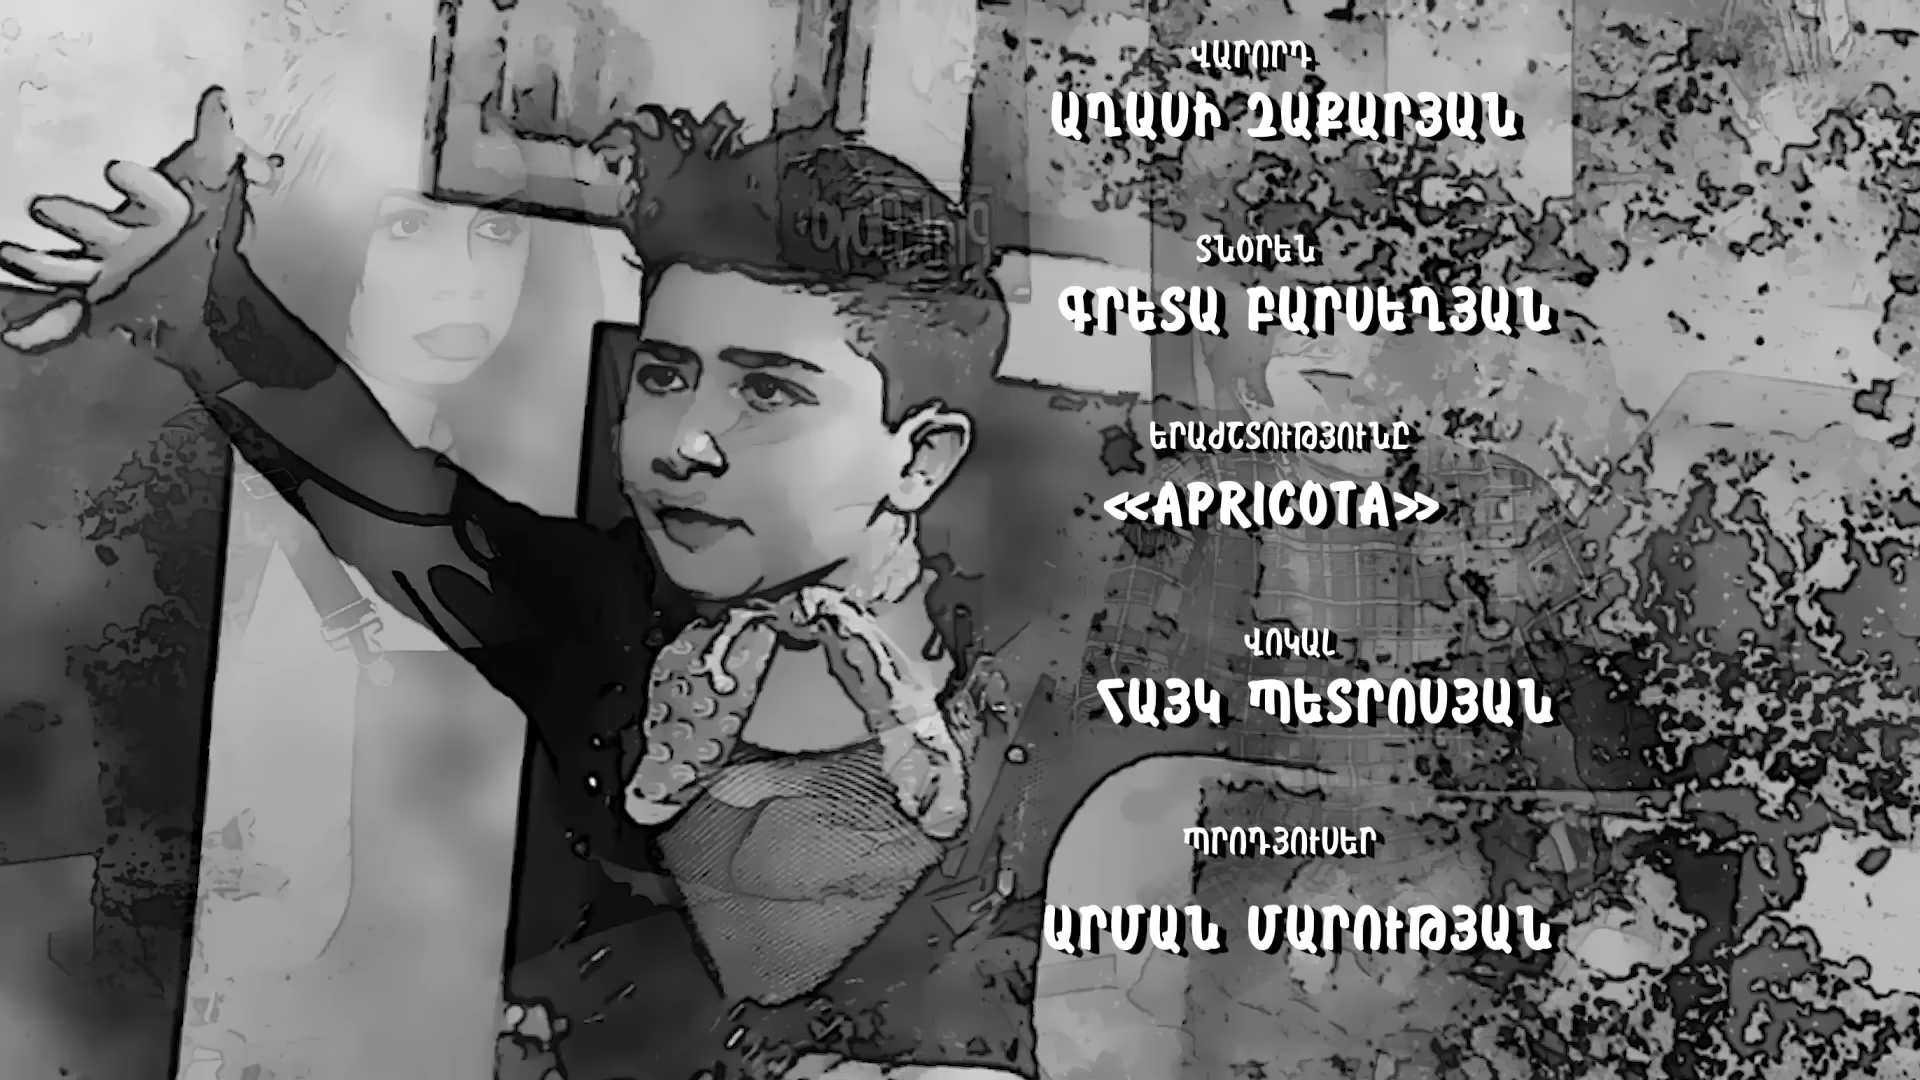 ՎԱՐՈՐԴ
ԱՂԱՍԻ ԶԱՔԱՐՅԱՆ
ՏՆՕՐԵՆ
ԳՐԵՏԱ ԲԱՐՍԵՂՅԱՆ
ԵՐԱԺՇՏՈՒԹՅՈՒՆԸ
«APRICOTA»
ՎՈԿԱԼ
ՀԱՅԿ ՊԵՏՐՈՍՅԱՆ
ՊՐՈԴՅՈՒՍԵՐ
ԱՐՄԱՆ ՄԱՐՈՒԹՅԱՆ